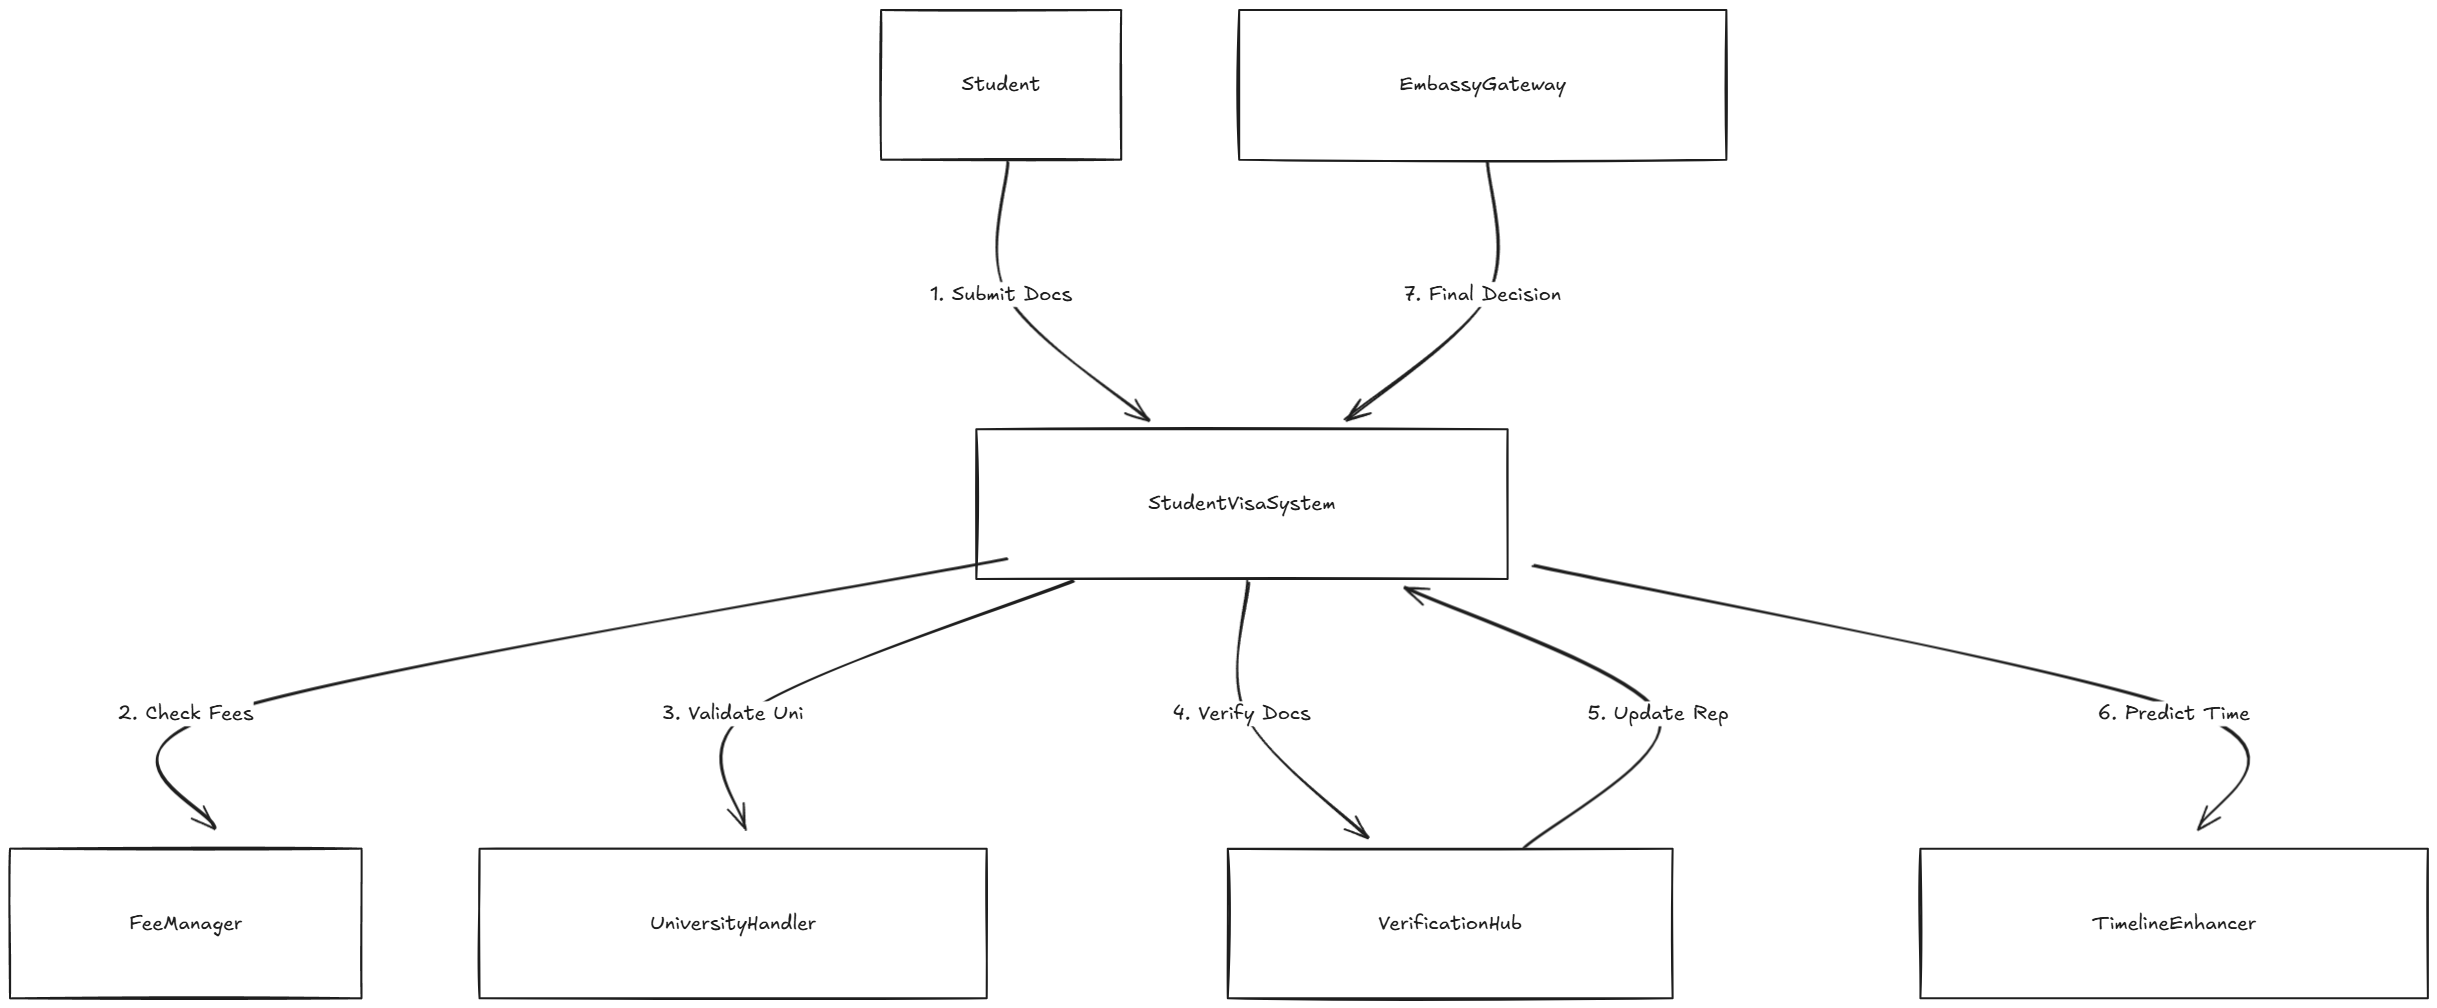 Student
EmbassyGateway
1. Submit Docs
7. Final Decision
StudentVisaSystem
2. Check Fees
3. Validate Uni
4. Verify Docs
5. Update Rep
6. Predict Time
FeeManager
UniversityHandler
VerificationHub
TimelineEnhancer